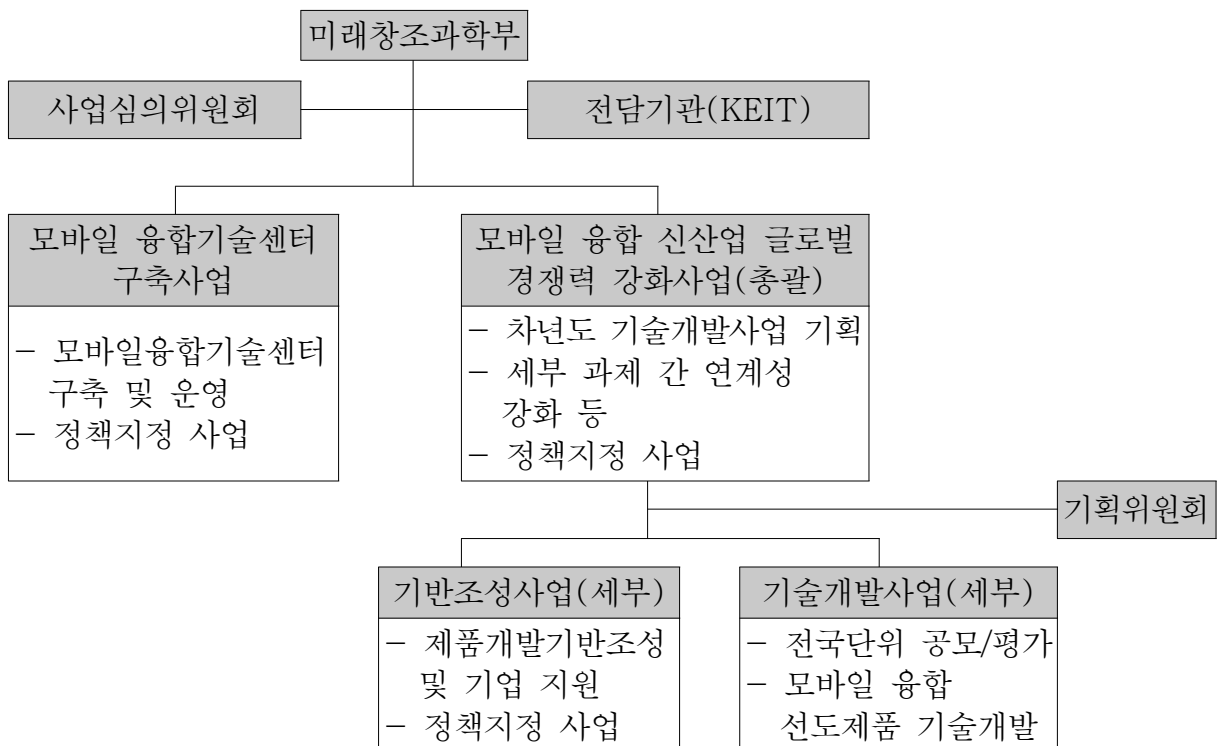 미래창조과학부
사업심의위원회
전담기관(KEIT)
모바일 융합기술센터
구축사업
- 모바일융합기술센터
구축 및 운영
- 정책지정 사업
모바일 융합 신산업 글로벌
경쟁력 강화사업(총괄)
- 차년도 기술개발사업 기획
- 세부 과제 간 연계성
강화 등
- 정책지정 사업
기획위원회
기반조성사업(세부)
- 제품개발기반조성
및 기업 지원
- 정책지정 사업
기술개발사업(세부)
- 전국단위 공모/평가
- 모바일 융합
선도제품 기술개발